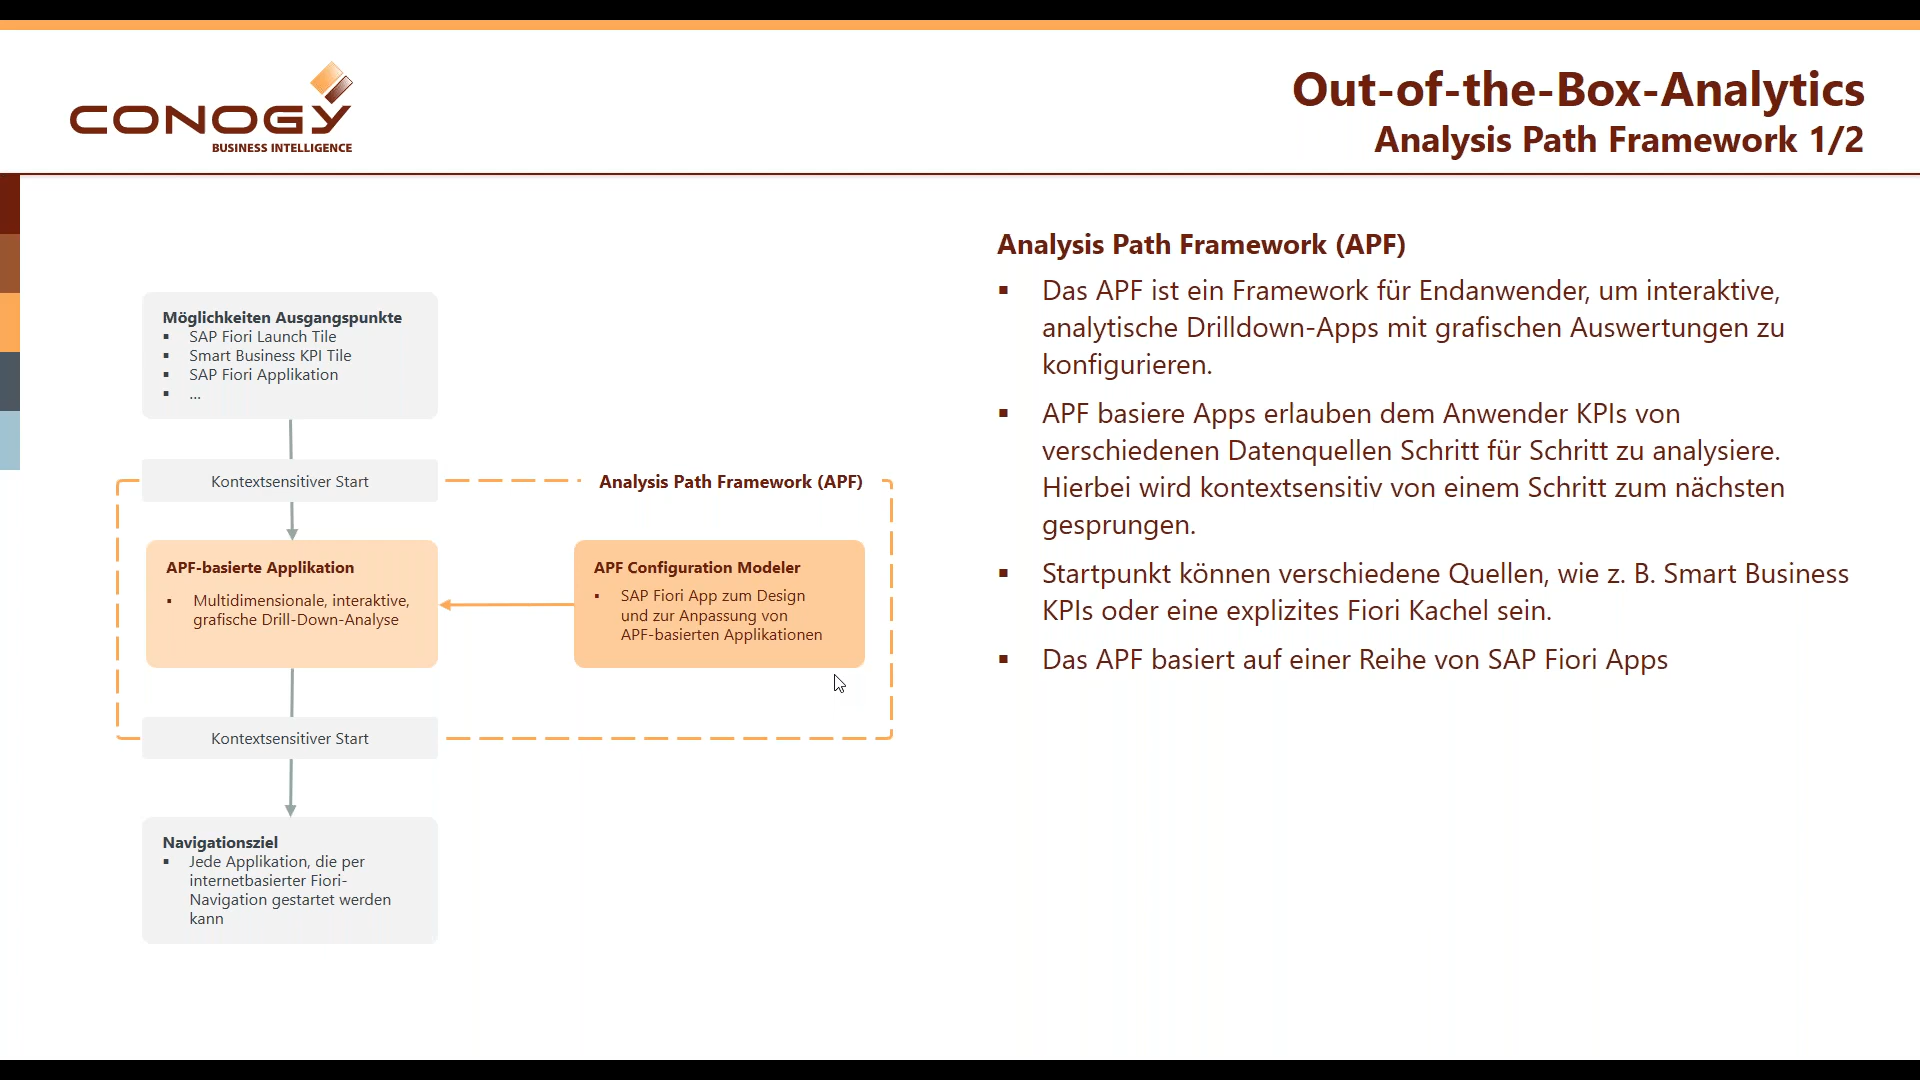 CONOGY
BUSINESS INTELLIGENCE
Out-of-the-Box-Analytics
Analysis Path Framework 1/2
Möglichkeiten Ausgangspunkte
▪ SAP Fiori Launch Tile
▪ Smart Business KPI Tile
▪ SAP Fiori Applikation
▪ ...
Kontextsensitiver Start
Analysis Path Framework (APF)
APF-basierte Applikation
▪ Multidimensionale, interaktive,
grafische Drill-Down-Analyse
APF Configuration Modeler
▪ SAP Fiori App zum Design
und zur Anpassung von
APF-basierten Applikationen
Kontextsensitiver Start
Navigationsziel
▪ Jede Applikation, die per
internetbasierter Fiori-
Navigation gestartet werden
kann
Analysis Path Framework (APF)
▪ Das APF ist ein Framework für Endanwender, um interaktive,
analytische Drilldown-Apps mit grafischen Auswertungen zu
konfigurieren.
▪ APF basiere Apps erlauben dem Anwender KPIs von
verschiedenen Datenquellen Schritt für Schritt zu analysiere.
Hierbei wird kontextsensitiv von einem Schritt zum nächsten
gesprungen.
▪ Startpunkt können verschiedene Quellen, wie z. B. Smart Business
KPIs oder eine explizites Fiori Kachel sein.
▪ Das APF basiert auf einer Reihe von SAP Fiori Apps